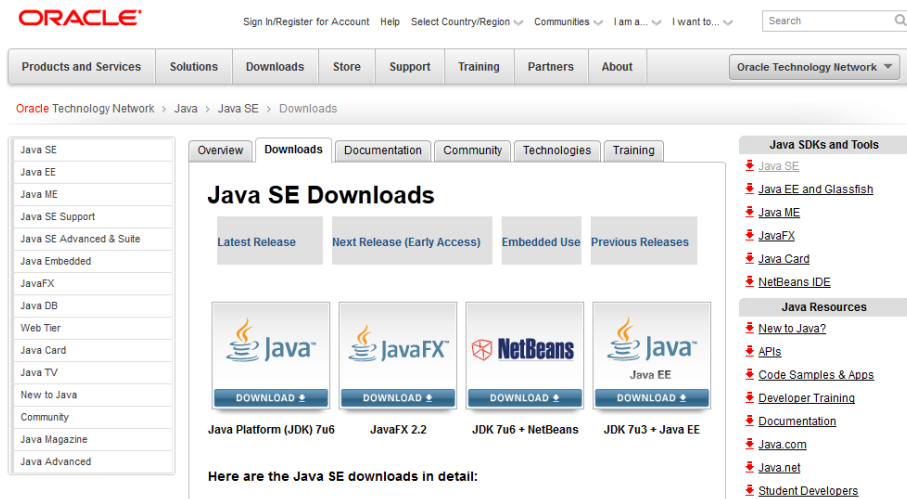 ORACLE
Sign In/Register for Account Help Select Country/Region Communities I am a... I want to... Search
Products and Services Solutions Downloads Store Support Training Partners About Oracle Technology Network
Oracle Technology Network > Java > Java SE > Downloads
Java SE
Java EE
Java ME
Java SE Support
Java SE Advanced & Suite
Java Embedded
JavaFX
Java DB
Web Tier
Java Card
Java TV
New to Java
Community
Java Magazine
Java Advanced
Overview Downloads Documentation Community Technologies Training
Java SE Downloads
Latest Release Next Release (Early Access) Embedded Use Previous Releases
Java JavaFX NetBeans Java
Java EE
DOWNLOAD DOWNLOAD DOWNLOAD DOWNLOAD
Java Platform (JDK) 7u6 JavaFX 2.2 JDK 7u6 + NetBeans JDK 7u3 + Java EE
Here are the Java SE downloads in detail:
Java SDKs and Tools
Java SE
Java EE and Glassfish
Java ME
JavaFX
Java Card
NetBeans IDE
Java Resources
New to Java?
APIs
Code Samples & Apps
Developer Training
Documentation
Java.com
Java.net
Student Developers